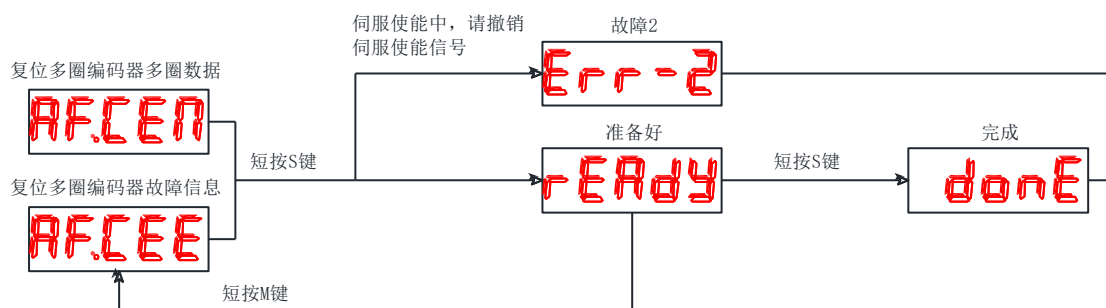 伺服使能中，请撤销
伺服使能信号
故障2
Err-2
复位多圈编码器多圈数据
AF.CEM
短按S键
准备好
rEAdy
短按S键
完成
donE
复位多圈编码器故障信息
AF.CEE
短按M键